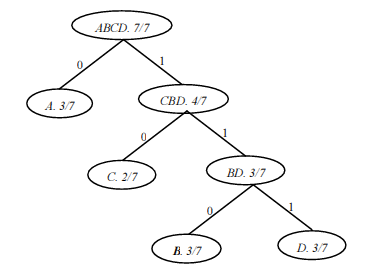 ABCD. 7/7
0
1
A. 3/7
CBD. 4/7
0
1
C. 2/7
BD. 3/7
0
1
B. 3/7
D. 3/7